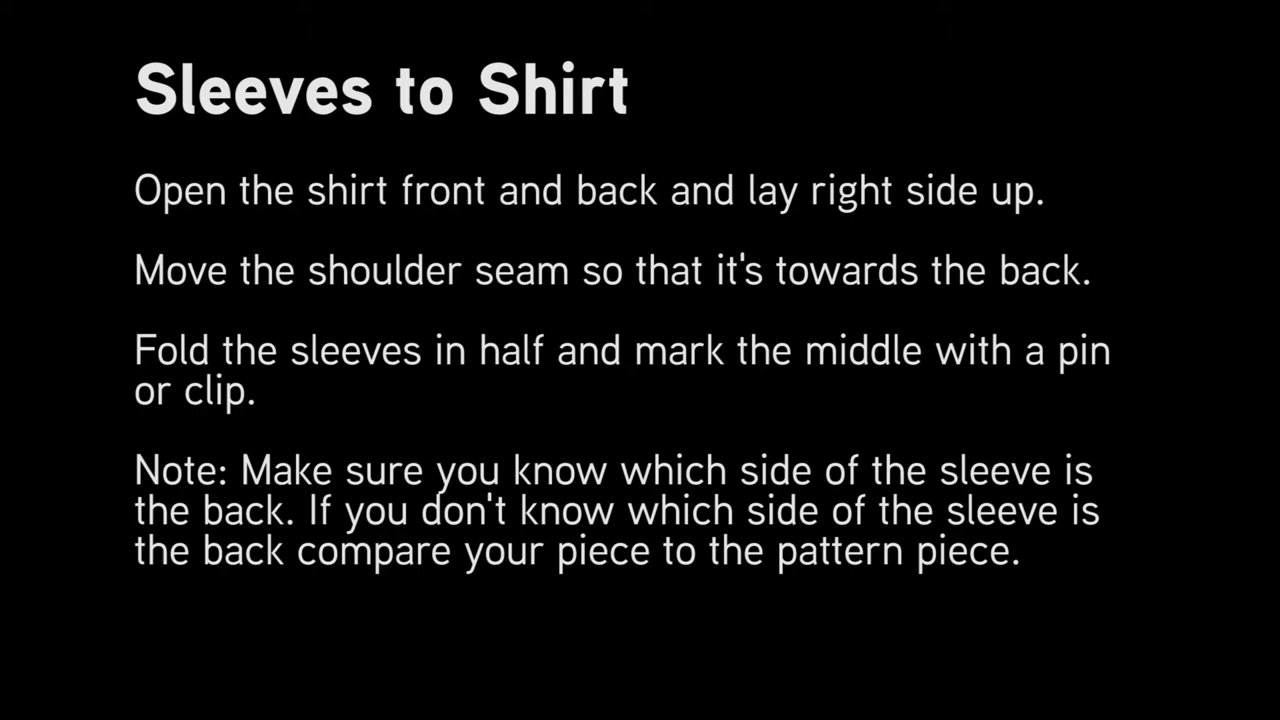 Sleeves to Shirt
Open the shirt front and back and lay right side up.
Move the shoulder seam so that it's towards the back.
Fold the sleeves in half and mark the middle with a pin
or clip.
Note: Make sure you know which side of the sleeve is
the back. If you don't know which side of the sleeve is
the back compare your piece to the pattern piece.